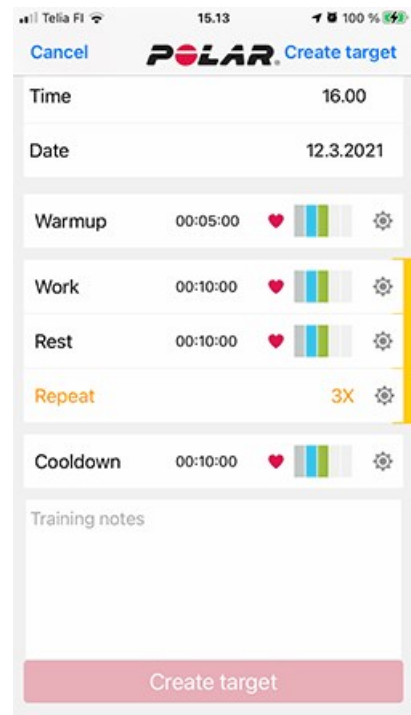 Telia FI 15.13 100 %
Cancel POLAR. Create target
Time 16.00
Date 12.3.2021
Warmup 00:05:00
Work 00:10:00
Rest 00:10:00
Repeat 3X
Cooldown 00:10:00
Training notes
Create target